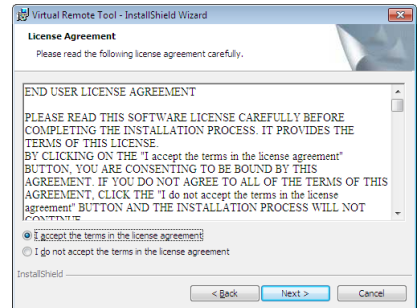 Virtual Remote Tool - InstallShield Wizard
License Agreement
Please read the following license agreement carefully.
END USER LICENSE AGREEMENT
PLEASE READ THIS SOFTWARE LICENSE CAREFULLY BEFORE
COMPLETING THE INSTALLATION PROCESS. IT PROVIDES THE
TERMS OF THIS LICENSE.
BY CLICKING ON THE "I accept the terms in the license agreement"
BUTTON, YOU ARE CONSENTING TO BE BOUND BY THIS
AGREEMENT. IF YOU DO NOT AGREE TO ALL OF THE TERMS OF THIS
AGREEMENT, CLICK THE "I do not accept the terms in the license
agreement" BUTTON AND THE INSTALLATION PROCESS WILL NOT
CONTINUE
I accept the terms in the license agreement
I do not accept the terms in the license agreement
InstallShield
< Back Next > Cancel